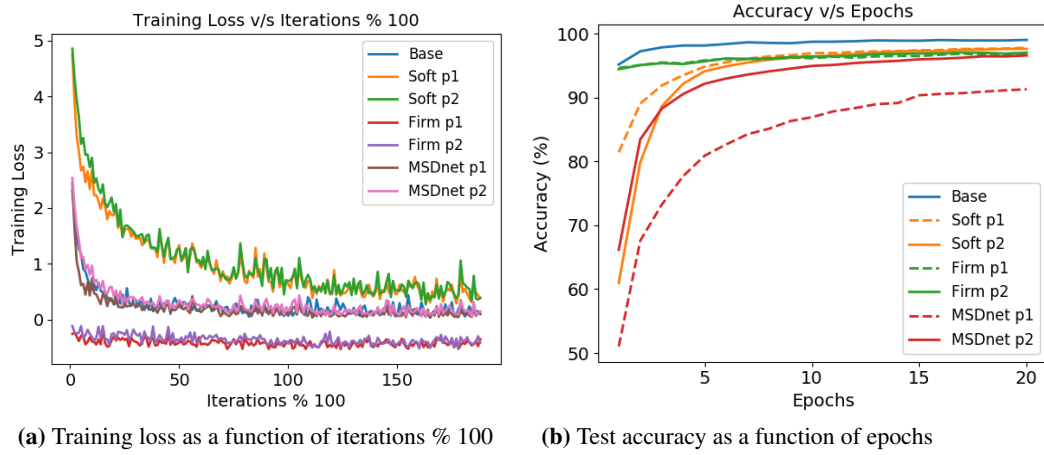 Training Loss v/s Iterations % 100
5
4
3
2
1
0
Training Loss
0
50
100
150
Iterations % 100
Base
Soft p1
Soft p2
Firm p1
Firm p2
MSDnet p1
MSDnet p2
(a) Training loss as a function of iterations % 100
Accuracy v/s Epochs
100
90
80
70
60
50
Accuracy (%)
5
10
15
20
Epochs
Base
Soft p1
Soft p2
Firm p1
Firm p2
MSDnet p1
MSDnet p2
(b) Test accuracy as a function of epochs